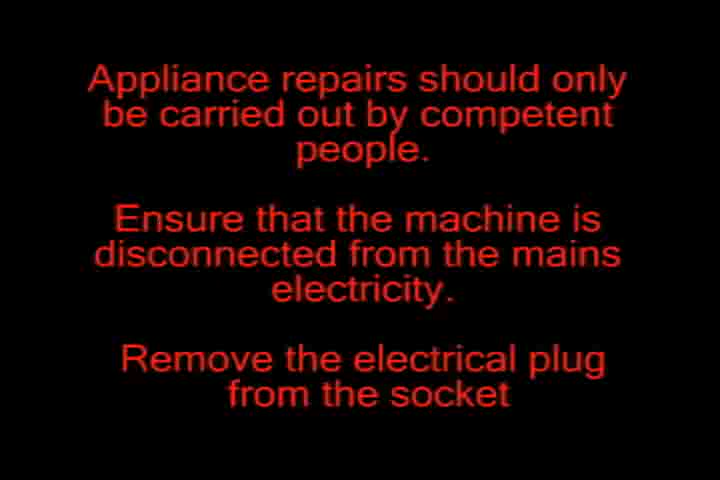 Appliance repairs should only
be carried out by competent
people.
Ensure that the machine is
disconnected from the mains
electricity.
Remove the electrical plug
from the socket